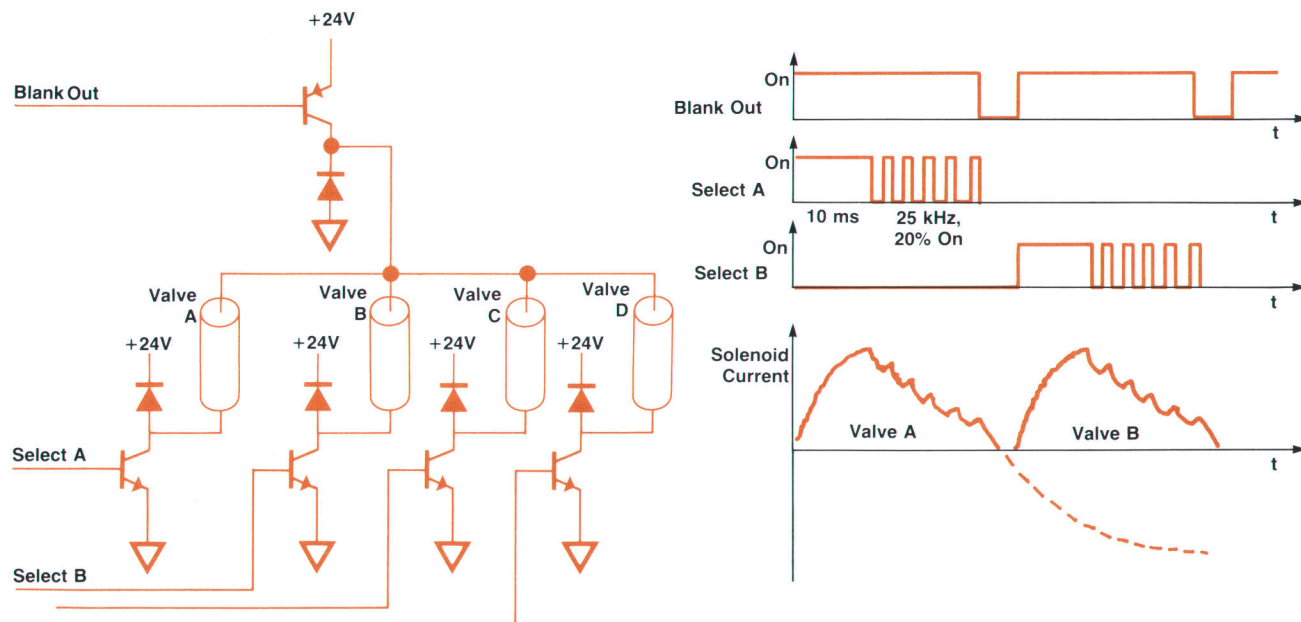 +24V
Blank Out
Valve
A
Valve
B
Valve
C
Valve
D
+24V
+24V
+24V
+24V
Select A
Select B
On
Blank Out
t
On
Select A
t
10 ms
25 kHz,
20% On
On
Select B
t
Solenoid
Current
Valve A
Valve B
t